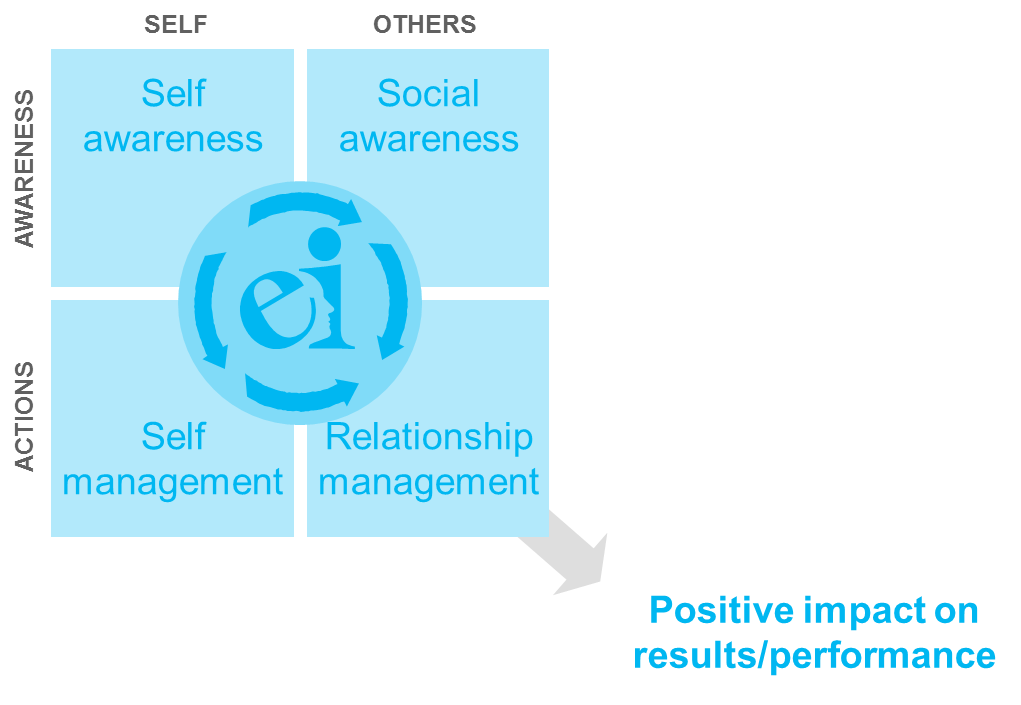 SELF
OTHERS
AWARENESS
Self
awareness
Social
awareness
ei
ACTIONS
Self
management
Relationship
management
Positive impact on
results/performance